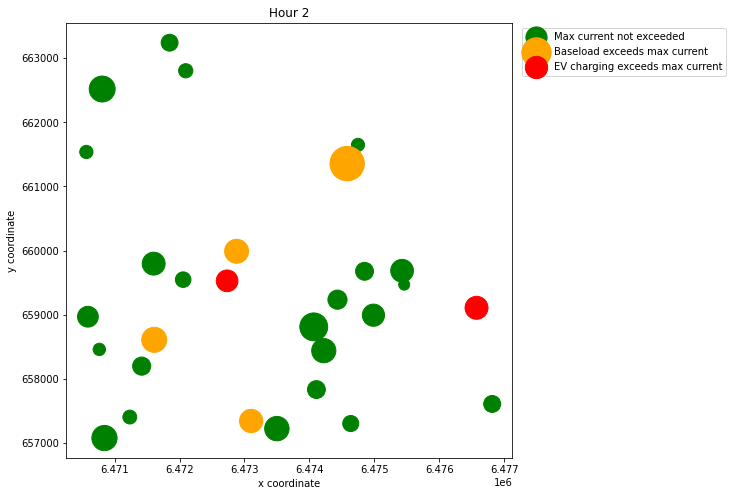 Hour 2
Max current not exceeded
Baseload exceeds max current
EV charging exceeds max current
663000
662000
661000
660000
659000
658000
657000
y coordinate
6.471 6.472 6.473 6.474 6.475 6.476 6.477
1e6
x coordinate